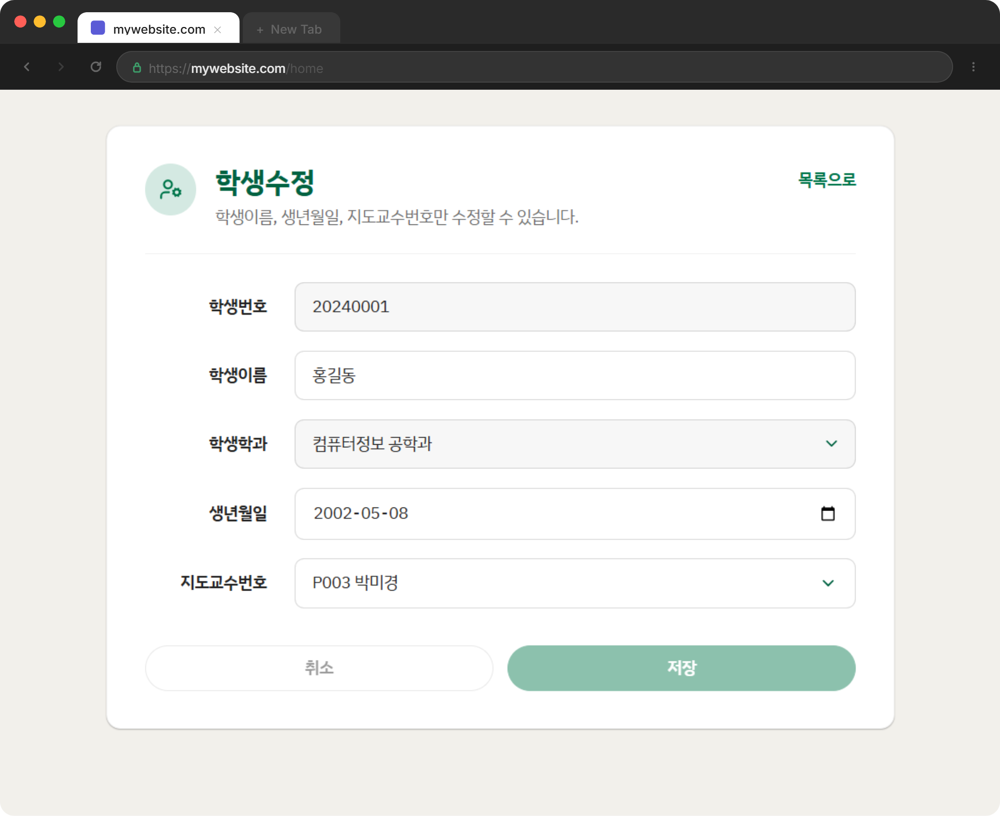 mywebsite.com ×
+ New Tab
https://mywebsite.com/home
학생수정
목록으로
학생이름, 생년월일, 지도교수번호만 수정할 수 있습니다.
학생번호 20240001
학생이름 홍길동
학생학과 컴퓨터정보 공학과
생년월일 2002-05-08
지도교수번호 P003 박미경
취소 저장